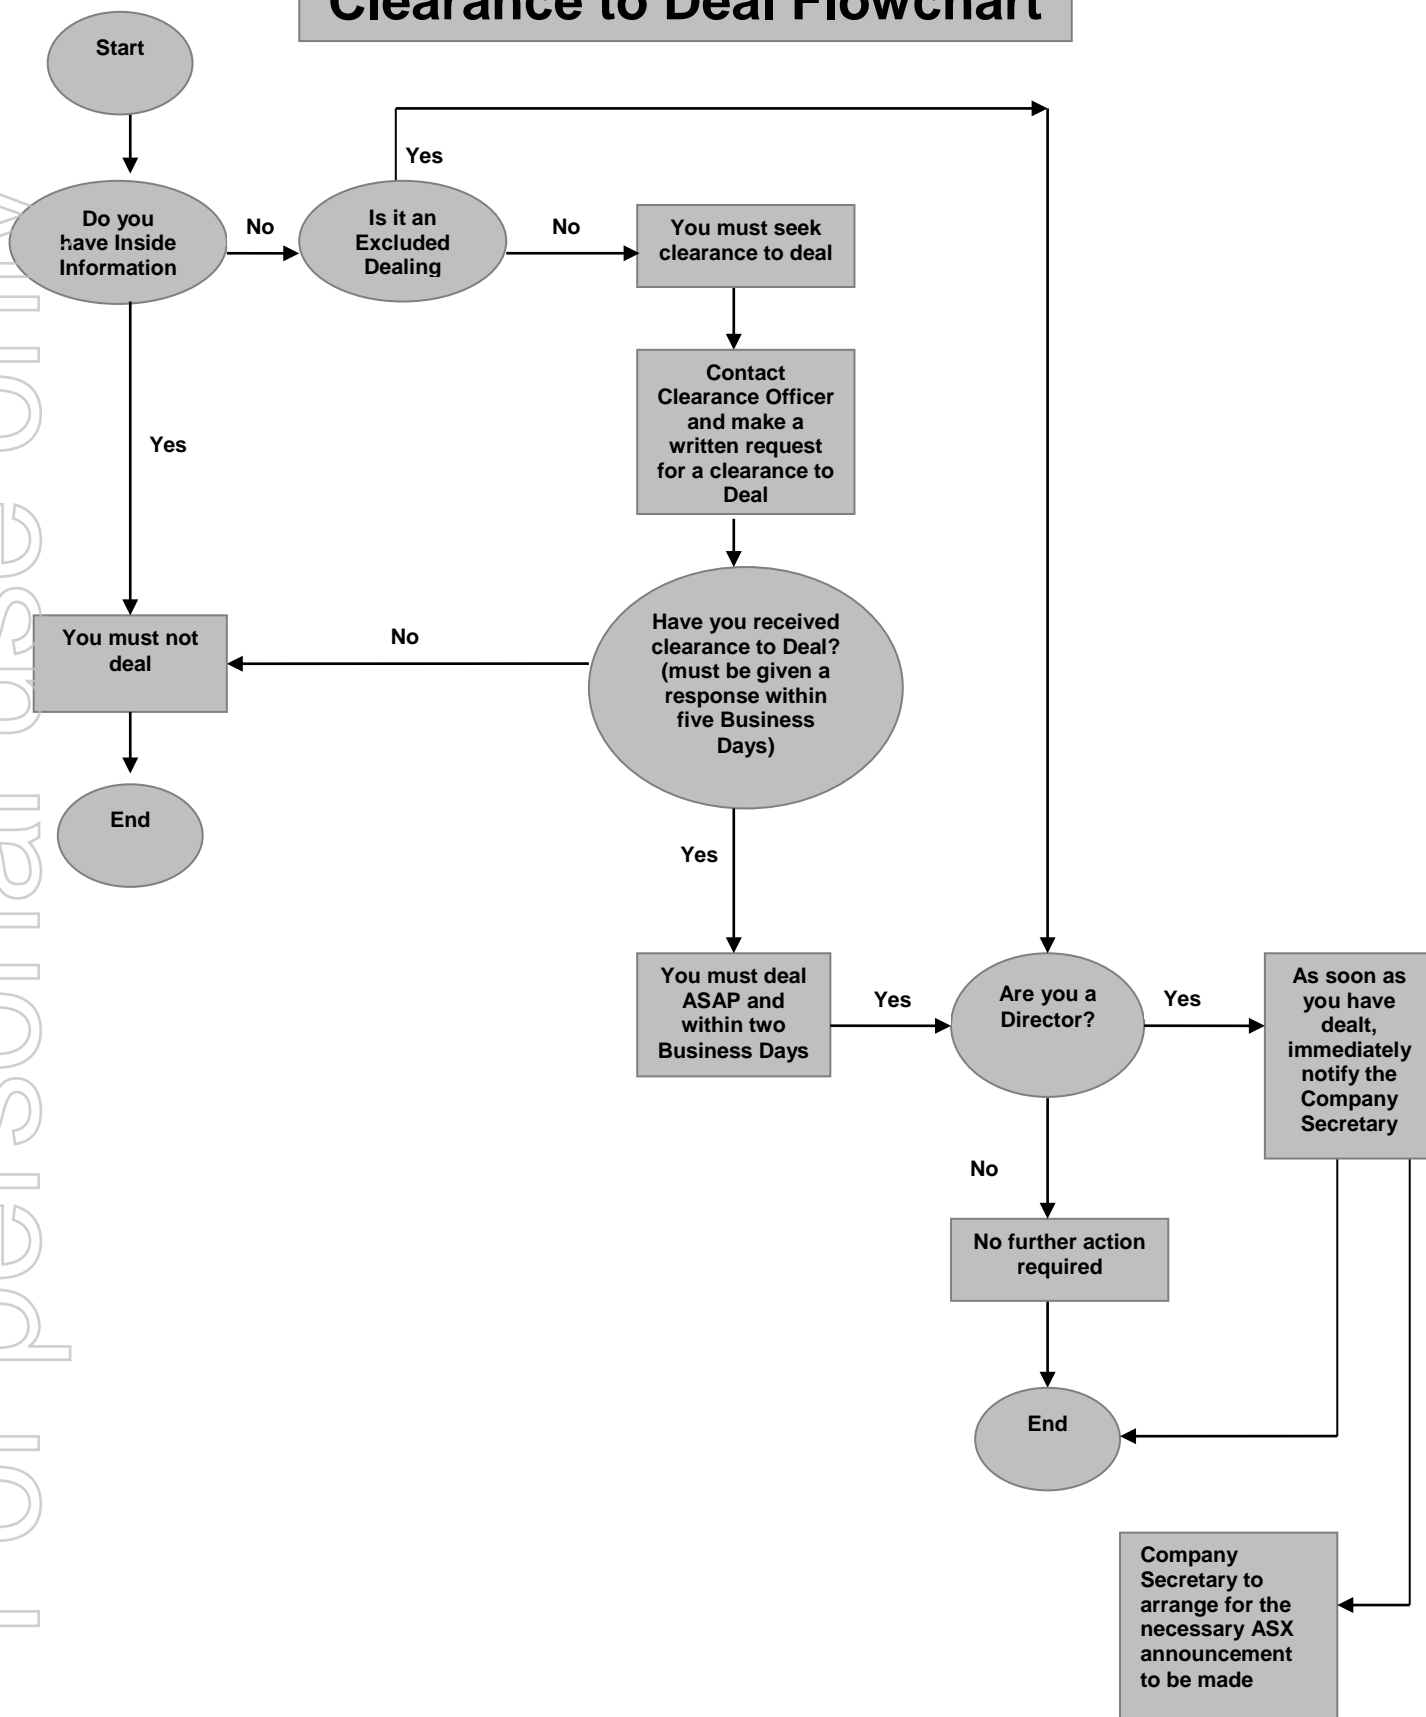 Clearance to Deal Flowchart
Start
Yes
Do you
have Inside
Information
No
Is it an
Excluded
Dealing
No
You must seek
clearance to deal
Contact
Clearance Officer
and make a
written request
for a clearance to
Deal
Yes
You must not
deal
No
Have you received
clearance to Deal?
(must be given a
response within
five Business
Days)
End
Yes
You must deal
ASAP and
within two
Business Days
Yes
Are you a
Director?
Yes
As soon as
you have
dealt,
immediately
notify the
Company
Secretary
No
No further action
required
End
Company
Secretary to
arrange for the
necessary ASX
announcement
to be made
For personal use only